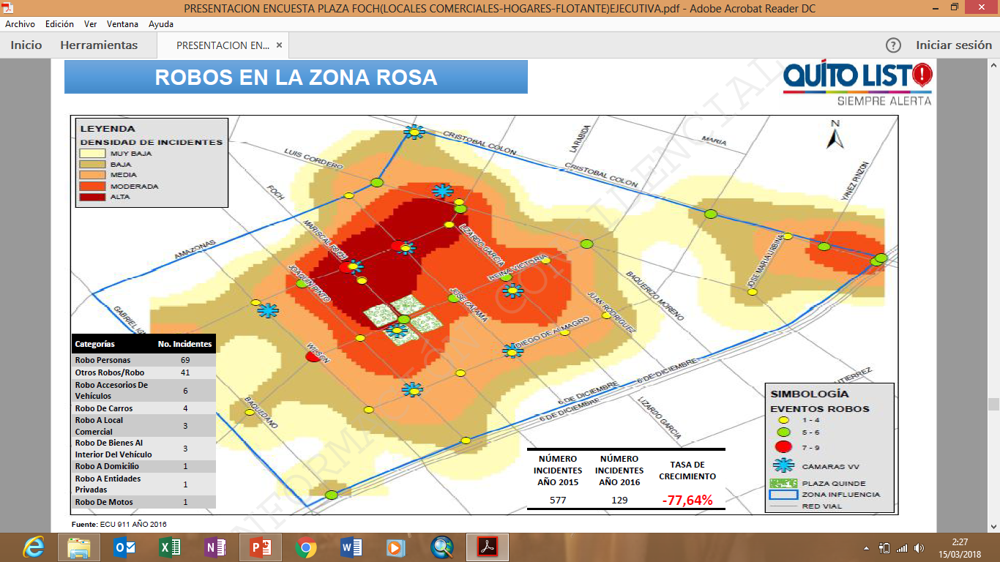 PRESENTACION ENCUESTA PLAZA FOCH(LOCALES COMERCIALES-HOGARES-FLOTANTE)EJECUTIVA.pdf - Adobe Acrobat Reader DC
Archivo Edición Ver Ventana Ayuda
Inicio Herramientas PRESENTACION EN... × Iniciar sesión
ROBOS EN LA ZONA ROSA
QUITO LISTO
SIEMPRE ALERTA
LEYENDA
DENSIDAD DE INCIDENTES
MUY BAJA
BAJA
MEDIA
MODERADA
ALTA
N
CRISTOBAL COLON
LA RABIDA
MARIA
LUIS CORDERO
CRISTOBAL COLON
YANEZ PINZON
FOCH
MARISCAL FOCH
LIZARDO GARCIA
AMAZONAS
JOSE MARIA URBINA
REINA VICTORIA
JOAQUIN PINTO
BAQUERIZO MORENO
JOSE CALAMA
JUAN RODRIGUEZ
GABRIEL
DIEGO DE ALMAGRO
WILSON
6 DE DICIEMBRE
6 DE DICIEMBRE
6 DE DICIEMBRE
BAQUEDANO
LIZARDO GARCIA
GUTIERREZ
Categorías No. Incidentes
Robo Personas 69
Otros Robos/Robo 41
Robo Accesorios De
Vehículos 6
Robo De Carros 4
Robo A Local
Comercial 3
Robo De Bienes Al
Interior Del Vehículo 3
Robo A Domicilio 1
Robo A Entidades
Privadas 1
Robo De Motos 1
NÚMERO INCIDENTES AÑO 2015
NÚMERO INCIDENTES AÑO 2016
TASA DE CRECIMIENTO
577 129 -77,64%
SIMBOLOGÍA
EVENTOS ROBOS
1 - 4
5 - 6
7 - 9
CÁMARAS VV
PLAZA QUINDE
ZONA INFLUENCIA
RED VIAL
Fuente: ECU 911 AÑO 2016
INFORMACIÓN CONFIDENCIAL
2:27
15/03/2018